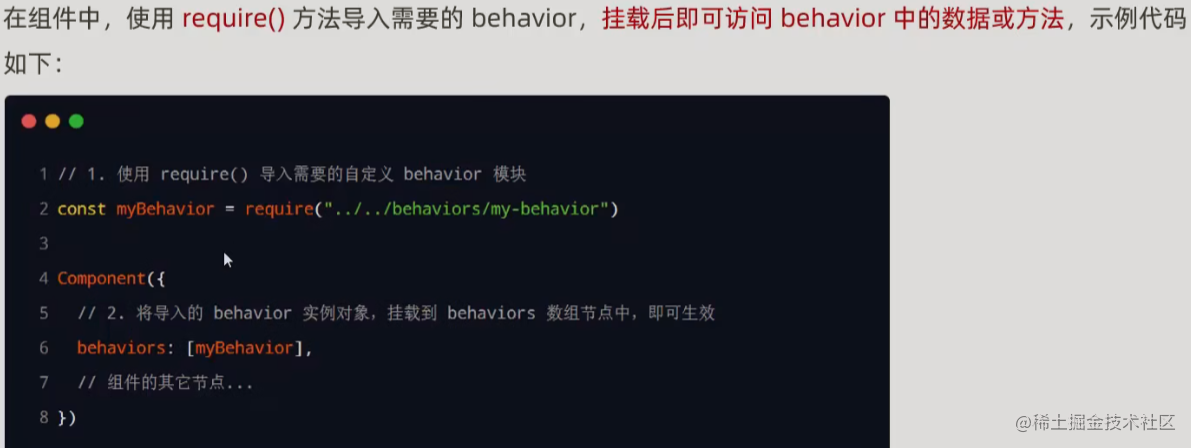 在组件中，使用 require() 方法导入需要的 behavior，挂载后即可访问 behavior 中的数据或方法，示例代码
如下：
1 // 1. 使用 require() 导入需要的自定义 behavior 模块
2 const myBehavior = require("../../behaviors/my-behavior")
3
4 Component({
5 // 2. 将导入的 behavior 实例对象，挂载到 behaviors 数组节点中，即可生效
6 behaviors: [myBehavior],
7 // 组件的其它节点...
8 })
@稀土掘金技术社区